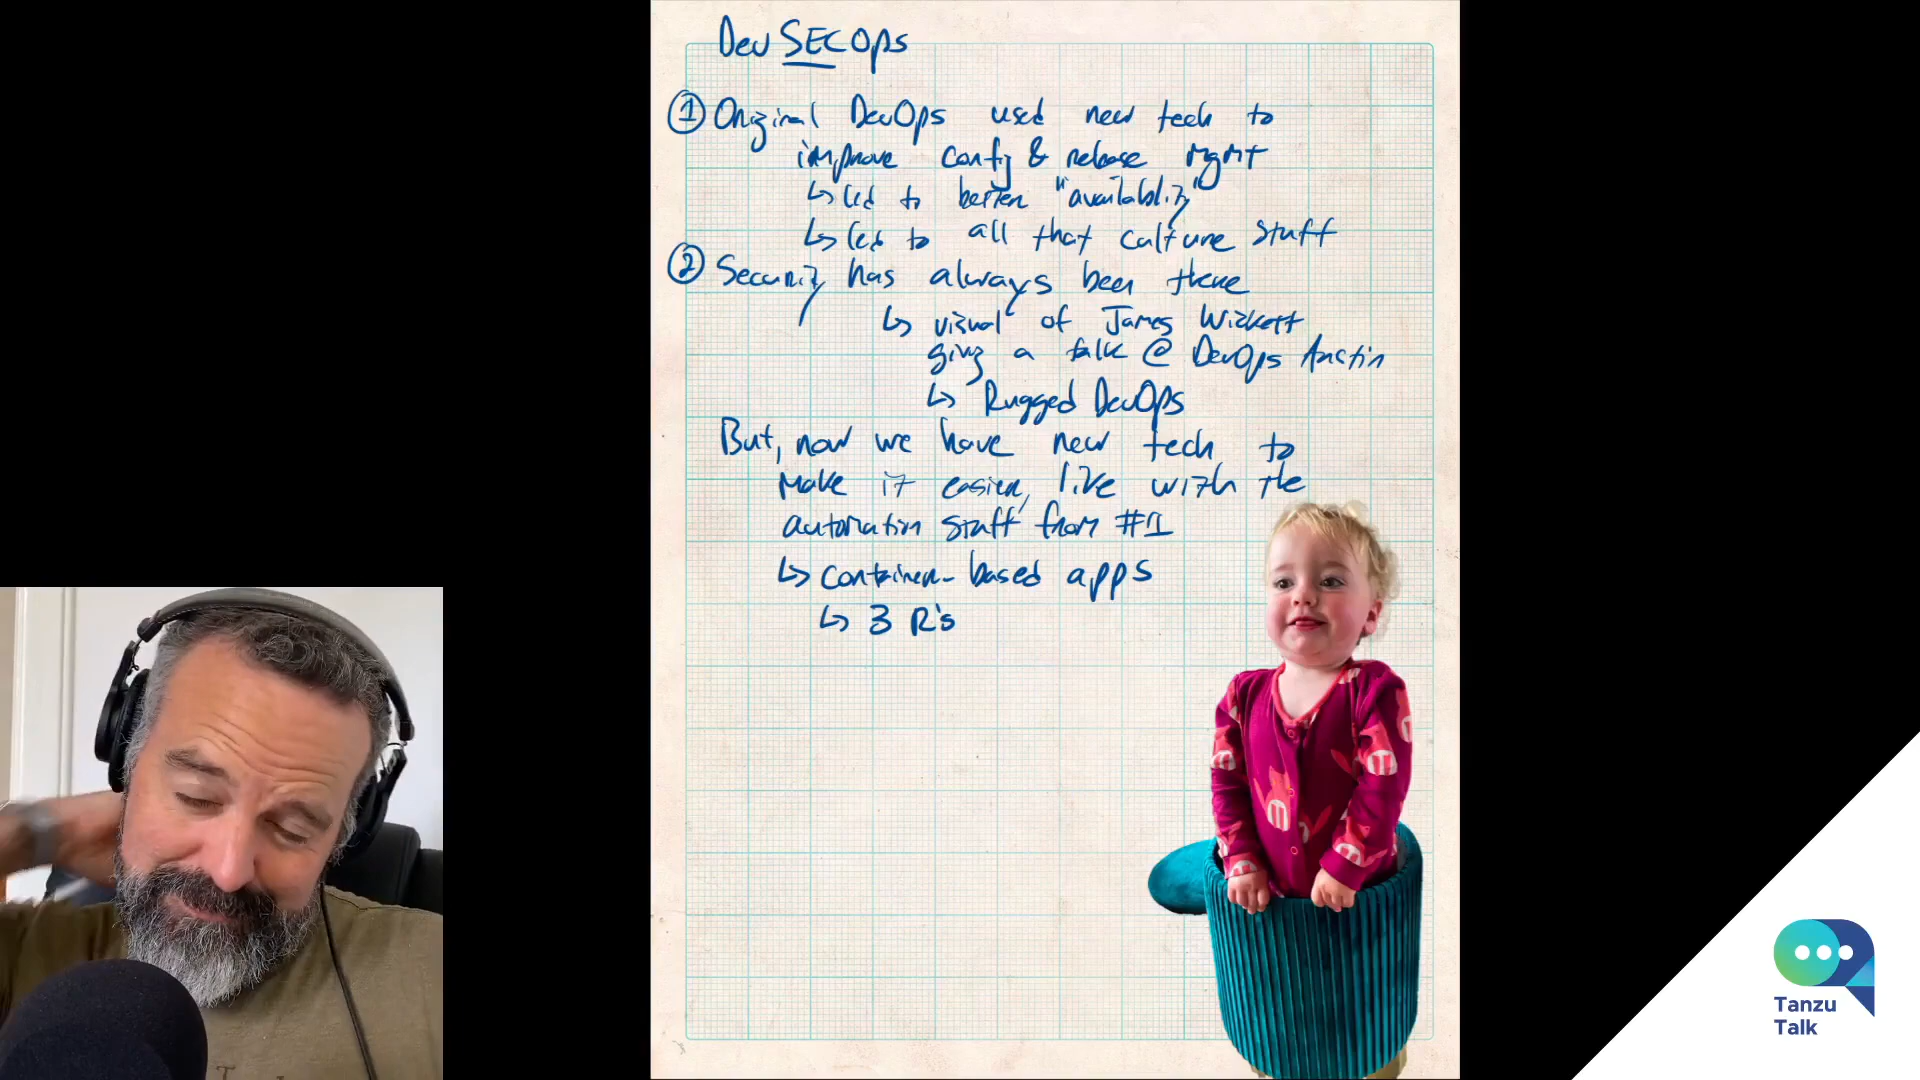 Dev SECOps
① Original DevOps used new tech to
improve config & release mgmt
↳ led to better "availability"
↳ led to all that culture stuff
② Security has always been there
↳ visual of James Wickett
giving a talk @ DevOps Austin
↳ Rugged DevOps
But, now we have new tech to
make it easier, like with the
automation stuff from #1
↳ container-based apps
↳ 3 R's
Tanzu
Talk